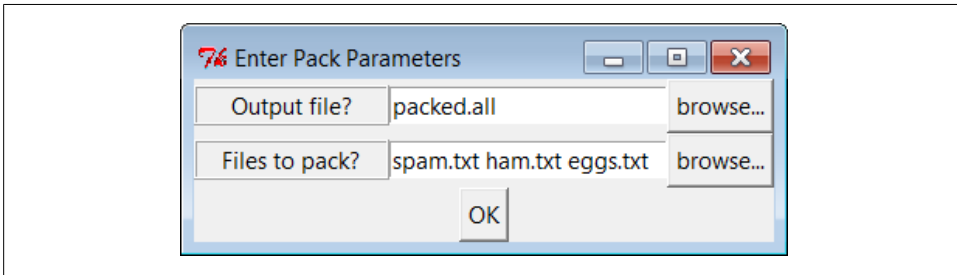 Enter Pack Parameters
Output file? packed.all browse...
Files to pack? spam.txt ham.txt eggs.txt browse...
OK